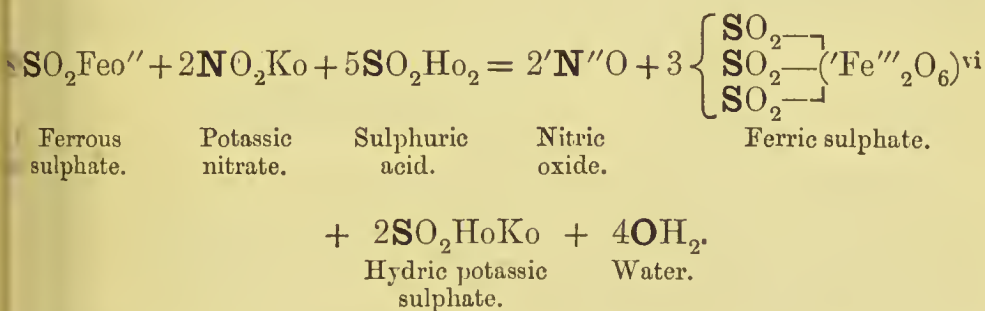 SO₂Feo″ + 2NO₂Ko + 5SO₂Ho₂ = 2′N″O + 3 { SO₂— SO₂—(′Fe‴₂O₆)ᵛⁱ SO₂—
Ferrous sulphate. Potassic nitrate. Sulphuric acid. Nitric oxide. Ferric sulphate.
+ 2SO₂HoKo + 4OH₂.
Hydric potassic sulphate. Water.